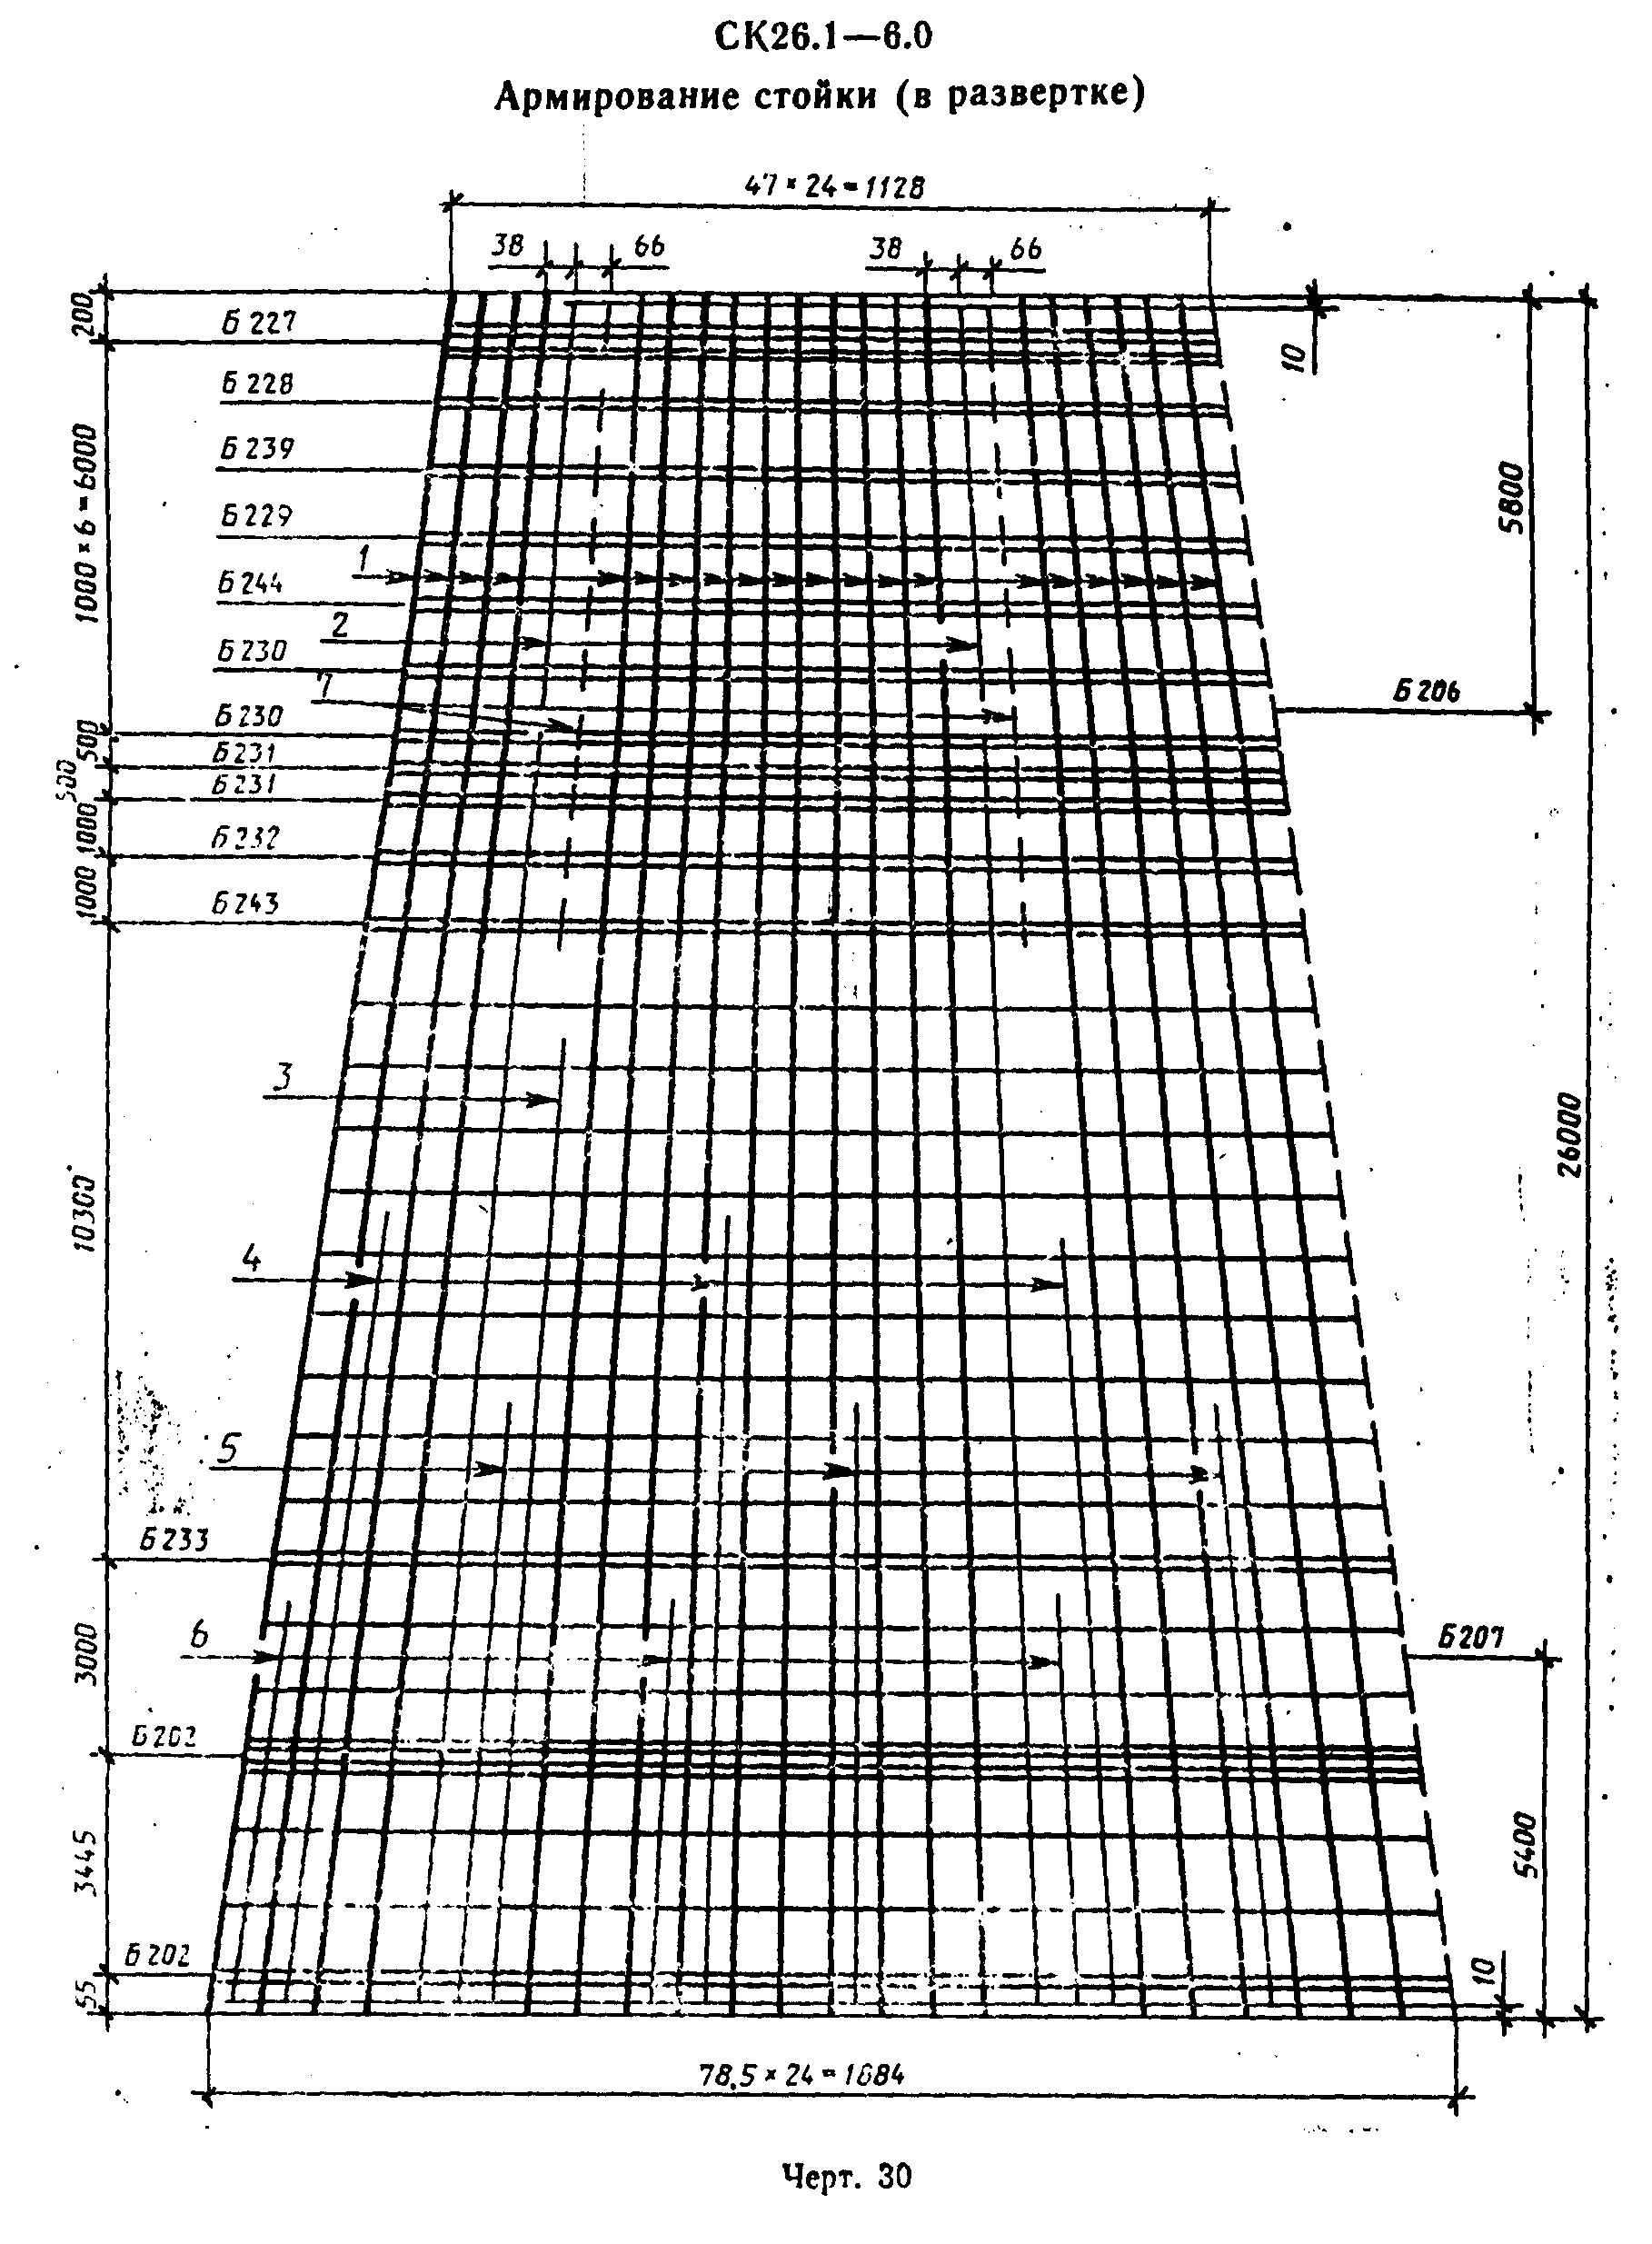 СК26.1—6.0
Армирование стойки (в развертке)
47 × 24 = 1128
38
66
38
66
200
Б 227
10
Б 228
1000 × 6 = 6000
Б 239
5800
Б 229
1
Б 244
2
Б 230
7
Б 206
Б 230
500
Б 231
500
Б 231
1000
Б 232
1000
Б 243
3
26000
10300
4
5
Б 233
6
Б 207
3000
Б 202
3445
5400
Б 202
10
55
78,5 × 24 = 1884
Черт. 30